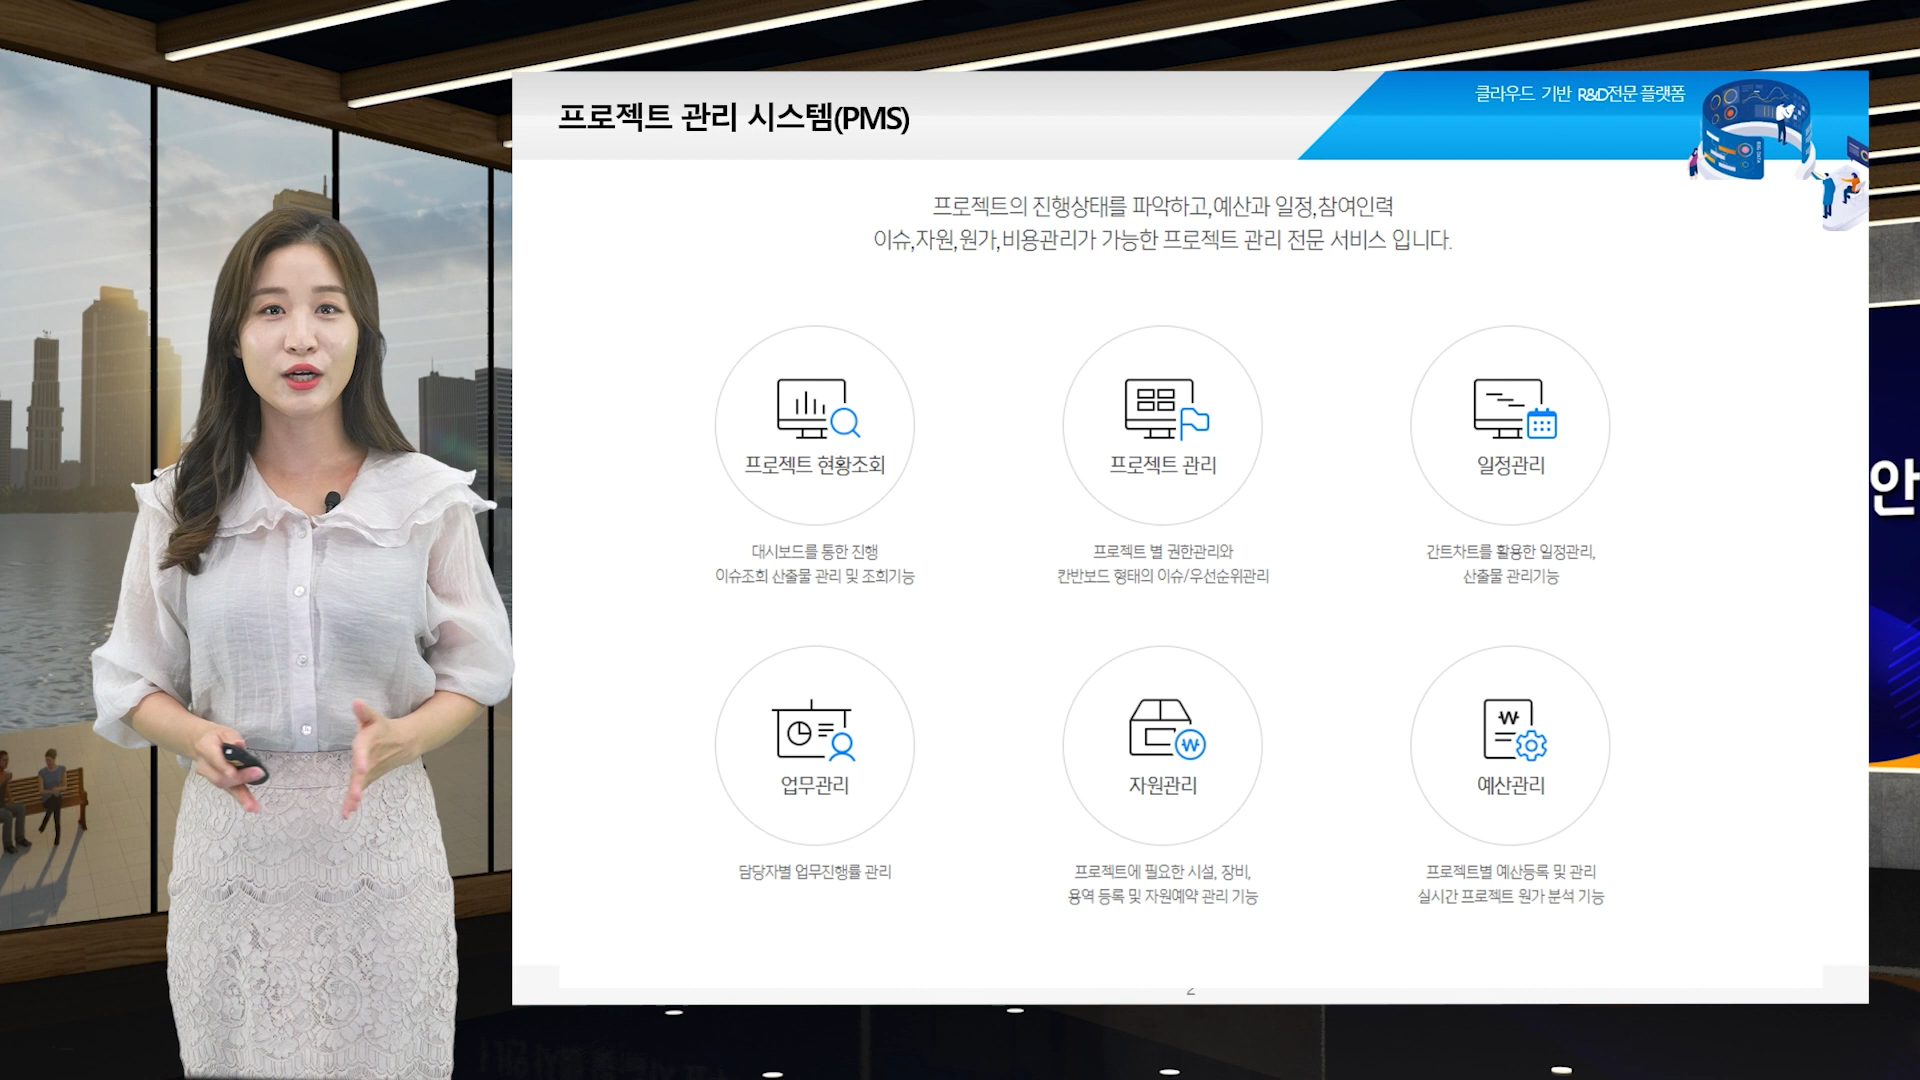 프로젝트 관리 시스템(PMS)
클라우드 기반 R&D전문 플랫폼
프로젝트의 진행상태를 파악하고,예산과 일정,참여인력
이슈,자원,원가,비용관리가 가능한 프로젝트 관리 전문 서비스 입니다.
프로젝트 현황조회
프로젝트 관리
일정관리
대시보드를 통한 진행
이슈조회 산출물 관리 및 조회기능
프로젝트 별 권한관리와
칸반보드 형태의 이슈/우선순위관리
간트차트를 활용한 일정관리,
산출물 관리기능
업무관리
자원관리
예산관리
담당자별 업무진행률 관리
프로젝트에 필요한 시설, 장비,
용역 등록 및 자원예약 관리 기능
프로젝트별 예산등록 및 관리
실시간 프로젝트 원가 분석 기능
2
안